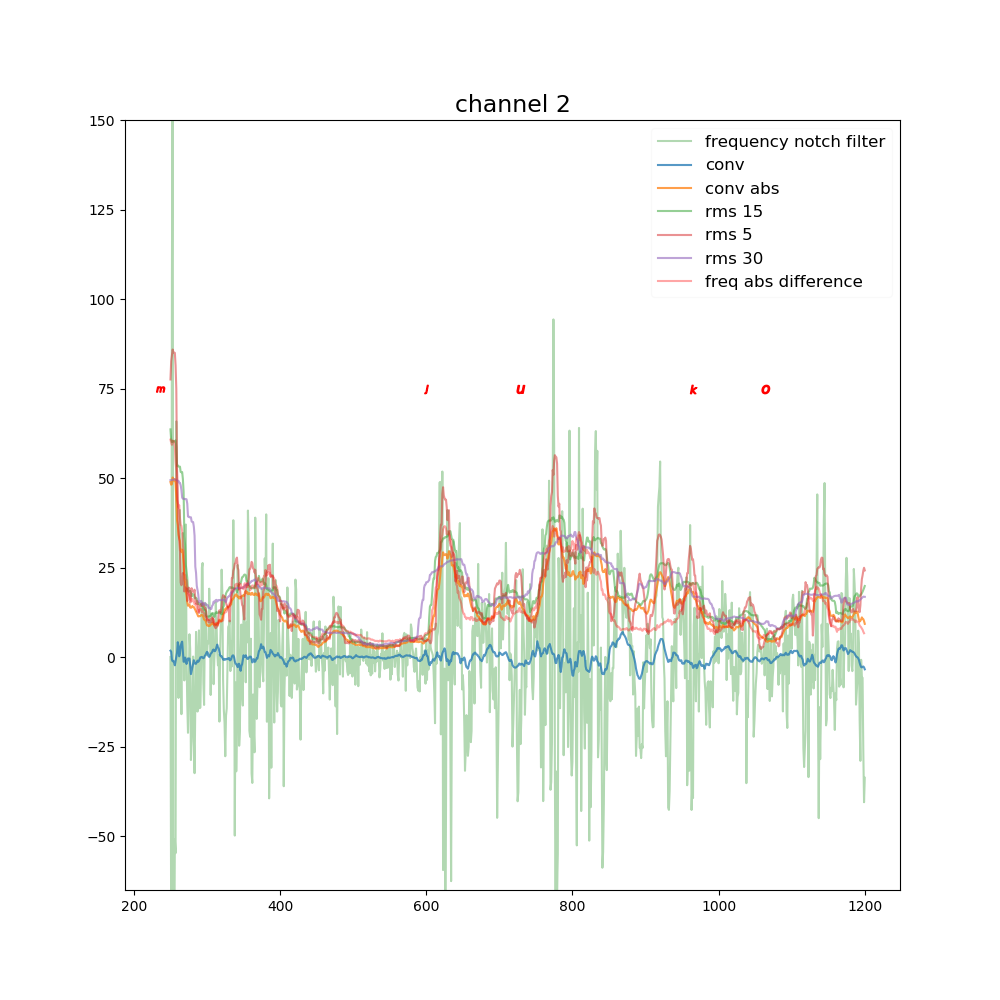 channel 2
150
125
100
75
50
25
0
−25
−50
frequency notch filter
conv
conv abs
rms 15
rms 5
rms 30
freq abs difference
m J u k o
200 400 600 800 1000 1200